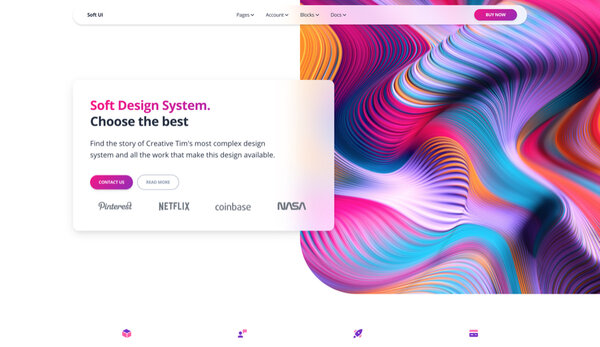 Soft UI
Pages Account Blocks Docs
BUY NOW
Soft Design System.
Choose the best
Find the story of Creative Tim's most complex design
system and all the work that make this design available.
CONTACT US READ MORE
Pinterest NETFLIX coinbase NASA